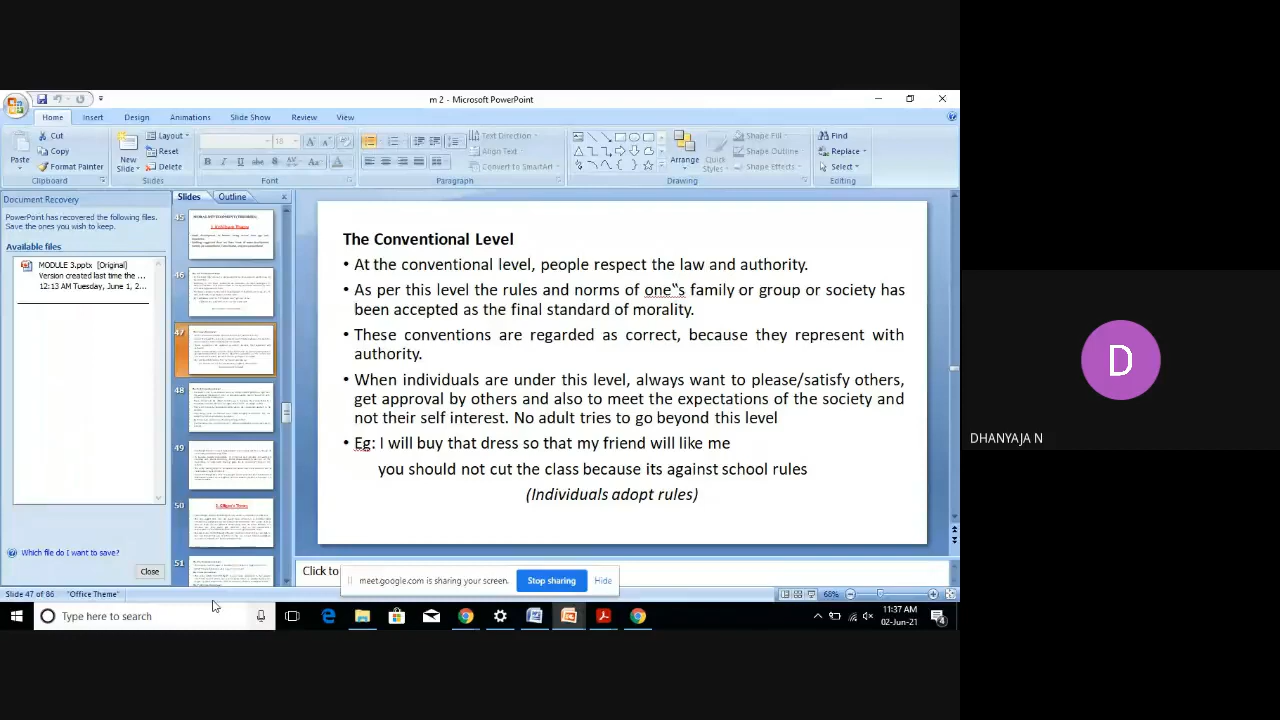 m 2 - Microsoft PowerPoint
Home Insert Design Animations Slide Show Review View
Cut
Copy
Format Painter
Paste
Clipboard
New
Slide
Layout
Reset
Delete
Slides
18
Font
Text Direction
Align Text
Convert to SmartArt
Paragraph
Arrange
Quick
Styles
Shape Fill
Shape Outline
Shape Effects
Drawing
Find
Replace
Select
Editing
Document Recovery
PowerPoint has recovered the following files.
Save the ones you wish to keep.
Available files
MODULE 3.pptx [Original]
Version created last time the ...
12:13 AM Tuesday, June 1, 2...
Which file do I want to save?
Close
Slides Outline
45
46
47
48
49
50
51
The Conventional Level
• At the conventional level, people respect the law and authority.
• As per this level the rules and norms of one"s family or group or society has
been accepted as the final standard of morality.
• These conventions are regarded as correct, because they represent with
authority.
• When individuals are under this level, always want to please/satisfy others,
get approval by others and also to meet the expectations of the society and
not their self interest. No adult tries to go beyond this level
• Eg: I will buy that dress so that my friend will like me
you should not cut the class because its against school rules
(Individuals adopt rules)
Click to
meet.google.com is sharing your screen.
Stop sharing
Hide
Slide 47 of 86 "Office Theme" 68%
Type here to search
11:37 AM
02-Jun-21
4
D
DHANYAJA N